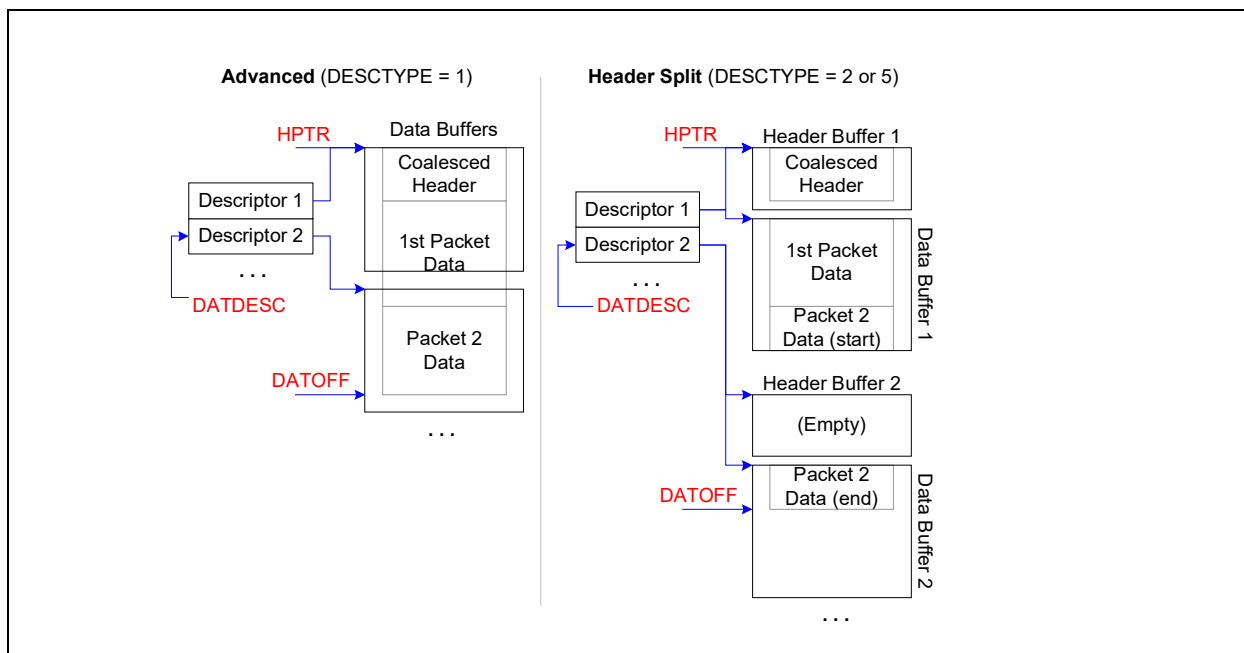 Advanced (DESCTYPE = 1)
Data Buffers
HPTR
Coalesced
Header
Descriptor 1
Descriptor 2
1st Packet
Data
. . .
DATDESC
Packet 2
Data
DATOFF
. . .
Header Split (DESCTYPE = 2 or 5)
HPTR
Header Buffer 1
Coalesced
Header
Descriptor 1
Descriptor 2
1st Packet
Data
. . .
DATDESC
Packet 2
Data (start)
Data Buffer 1
Header Buffer 2
(Empty)
Packet 2
Data (end)
DATOFF
Data Buffer 2
. . .